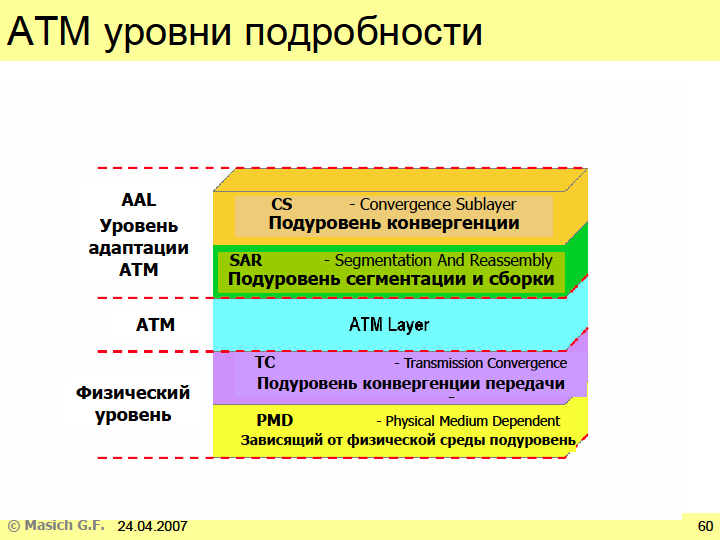 АТМ уровни подробности
AAL
Уровень
адаптации
АТМ
CS - Convergence Sublayer
Подуровень конвергенции
SAR - Segmentation And Reassembly
Подуровень сегментации и сборки
АТМ
ATM Layer
Физический
уровень
TC - Transmission Convergence
Подуровень конвергенции передачи
PMD - Physical Medium Dependent
Зависящий от физической среды подуровень
© Masich G.F. 24.04.2007 60